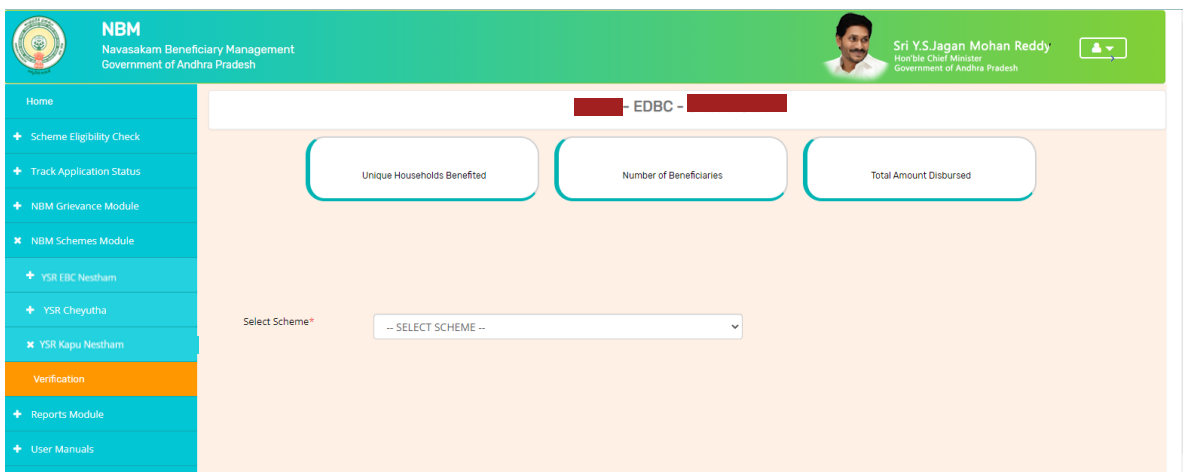 NBM
Navasakam Beneficiary Management
Government of Andhra Pradesh
Sri Y.S.Jagan Mohan Reddy
Hon'ble Chief Minister
Government of Andhra Pradesh
Home
- EDBC -
Scheme Eligibility Check
Track Application Status
Unique Households Benefited
Number of Beneficiaries
Total Amount Disbursed
NBM Grievance Module
NBM Schemes Module
YSR EBC Nestham
YSR Cheyutha
Select Scheme*
-- SELECT SCHEME --
YSR Kapu Nestham
Verification
Reports Module
User Manuals